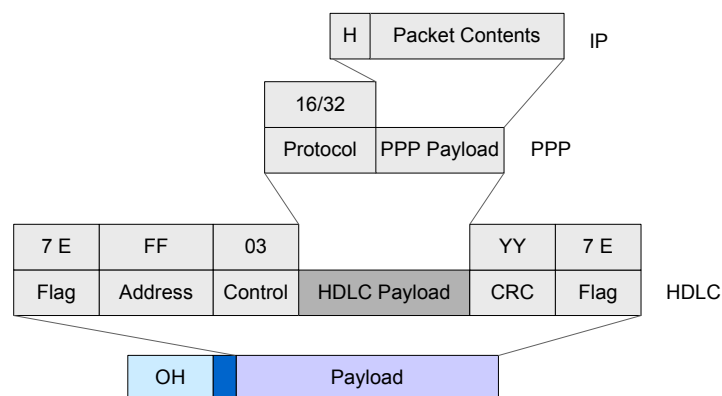 H Packet Contents IP
16/32
Protocol PPP Payload PPP
7 E FF 03 YY 7 E
Flag Address Control HDLC Payload CRC Flag HDLC
OH Payload